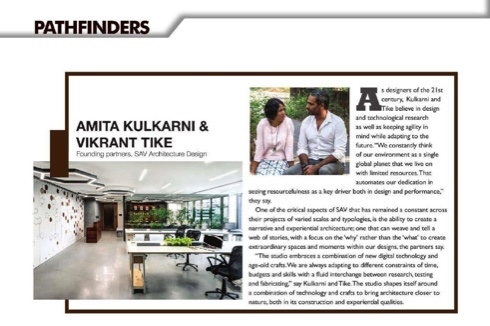 PATHFINDERS
AMITA KULKARNI &
VIKRANT TIKE
Founding partners, SAV Architecture Design
As designers of the 21st
century, Kulkarni and
Tike believe in design
and technological research
as well as keeping agility in
mind while adapting to the
future. "We constantly think
of our environment as a single
global planet that we live on
with limited resources. That
automates our dedication in
seeing resourcefulness as a key driver both in design and performance,"
they say.
One of the critical aspects of SAV that has remained a constant across
their projects of varied scales and typologies, is the ability to create a
narrative and experiential architecture; one that can weave and tell a
web of stories, with a focus on the 'why' rather than the 'what' to create
extraordinary spaces and moments within our designs, the partners say.
"The studio embraces a combination of new digital technology and
age-old crafts. We are always adapting to different constraints of time,
budgets and skills with a fluid interchange between research, testing
and fabricating," say Kulkarni and Tike. The studio shapes itself around
a combination of technology and crafts to bring architecture closer to
nature, both in its construction and experiential qualities.